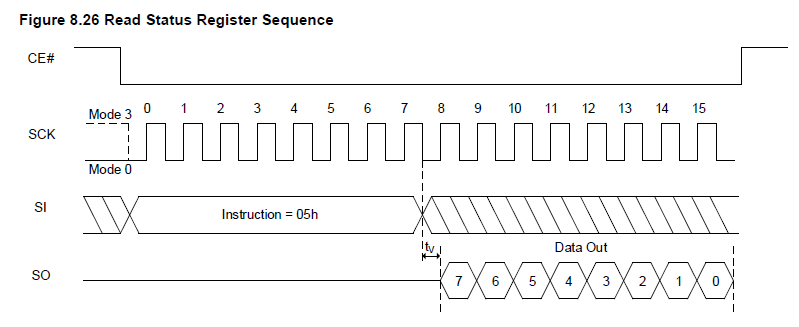 Figure 8.26 Read Status Register Sequence
CE#
Mode 3 0 1 2 3 4 5 6 7 8 9 10 11 12 13 14 15
SCK
Mode 0
SI
Instruction = 05h
tV Data Out
SO
7 6 5 4 3 2 1 0